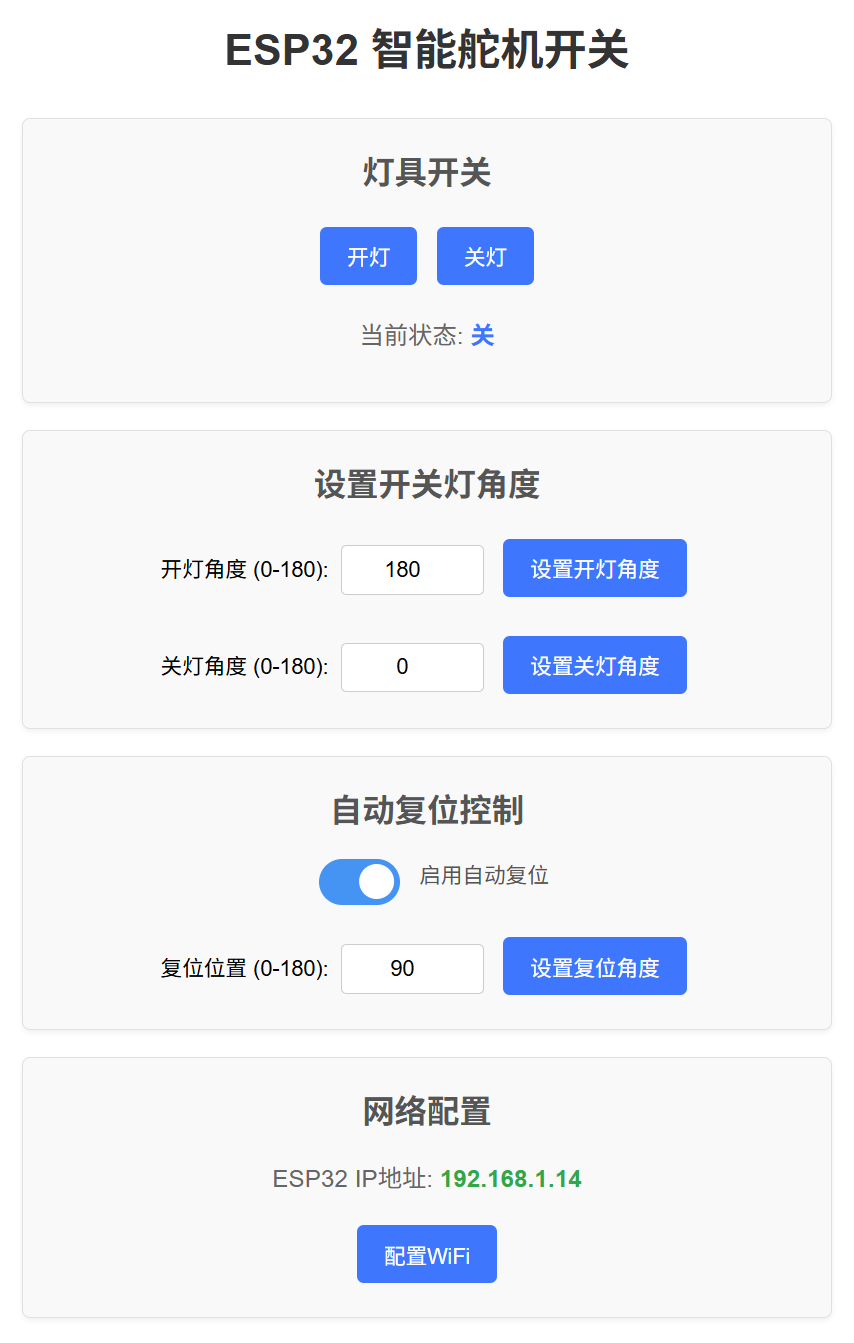 ESP32 智能舵机开关
灯具开关
开灯 关灯
当前状态: 关
设置开关灯角度
开灯角度 (0-180): 180 设置开灯角度
关灯角度 (0-180): 0 设置关灯角度
自动复位控制
启用自动复位
复位位置 (0-180): 90 设置复位角度
网络配置
ESP32 IP地址: 192.168.1.14
配置WiFi